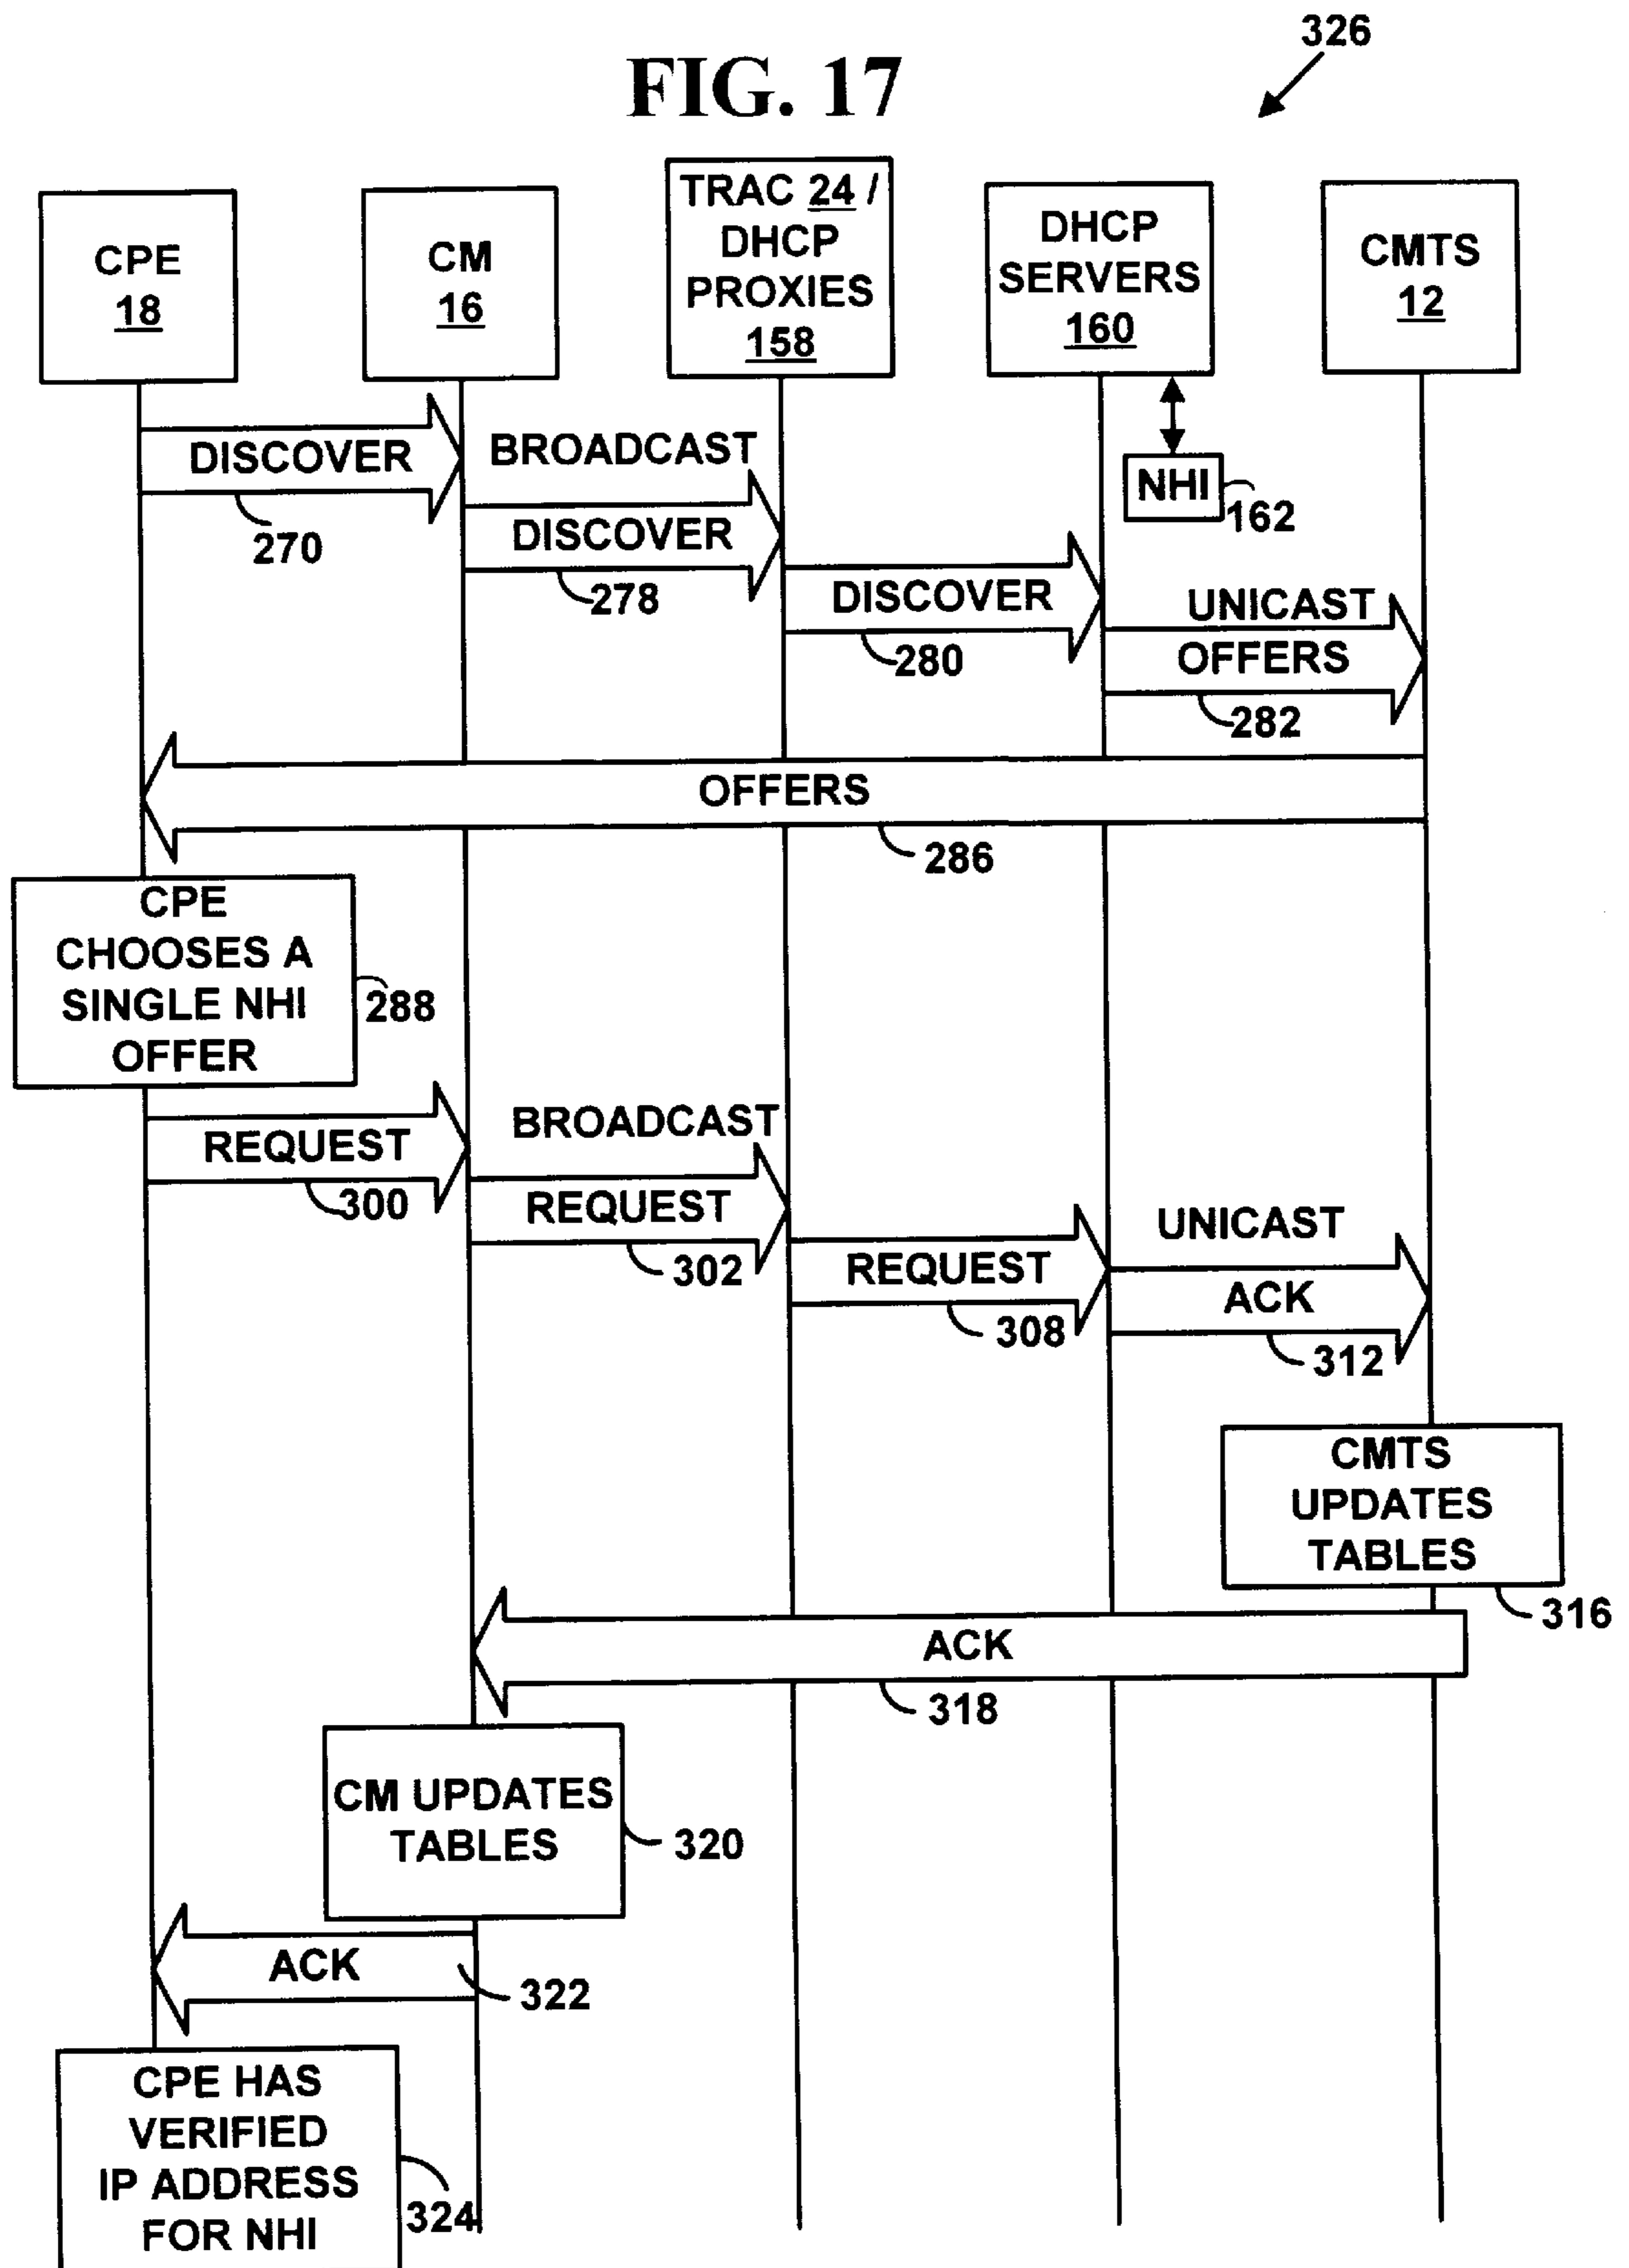 326
FIG. 17
CPE
18
CM
16
TRAC 24 /
DHCP
PROXIES
158
DHCP
SERVERS
160
CMTS
12
DISCOVER
270
BROADCAST
DISCOVER
278
NHI
162
DISCOVER
280
UNICAST
OFFERS
282
OFFERS
286
CPE
CHOOSES A
SINGLE NHI
OFFER
288
REQUEST
300
BROADCAST
REQUEST
302
REQUEST
308
UNICAST
ACK
312
CMTS
UPDATES
TABLES
316
ACK
318
CM UPDATES
TABLES
320
ACK
322
CPE HAS
VERIFIED
IP ADDRESS
FOR NHI
324